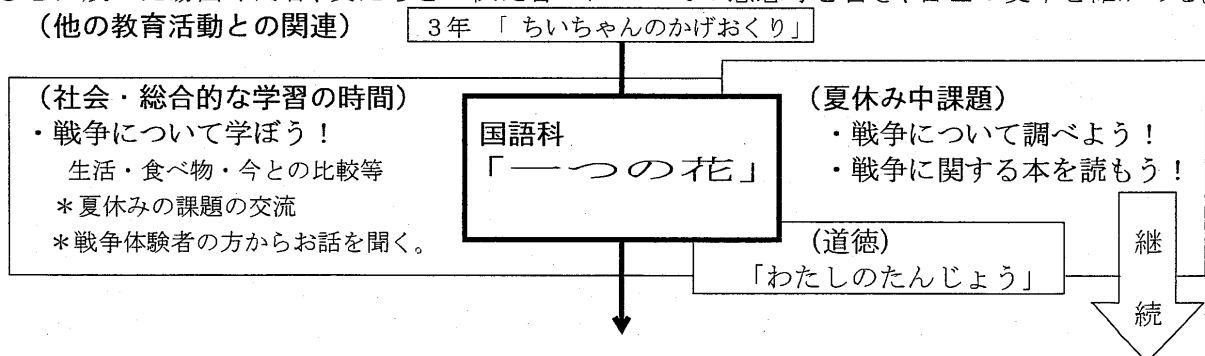 (他の教育活動との関連)
3年 「ちいちゃんのかげおくり」
(社会・総合的な学習の時間)
・戦争について学ぼう!
生活・食べ物・今との比較等
*夏休みの課題の交流
*戦争体験者の方からお話を聞く。
国語科
「一つの花」
(夏休み中課題)
・戦争について調べよう!
・戦争に関する本を読もう!
(道徳)
「わたしのたんじょう」
継
続